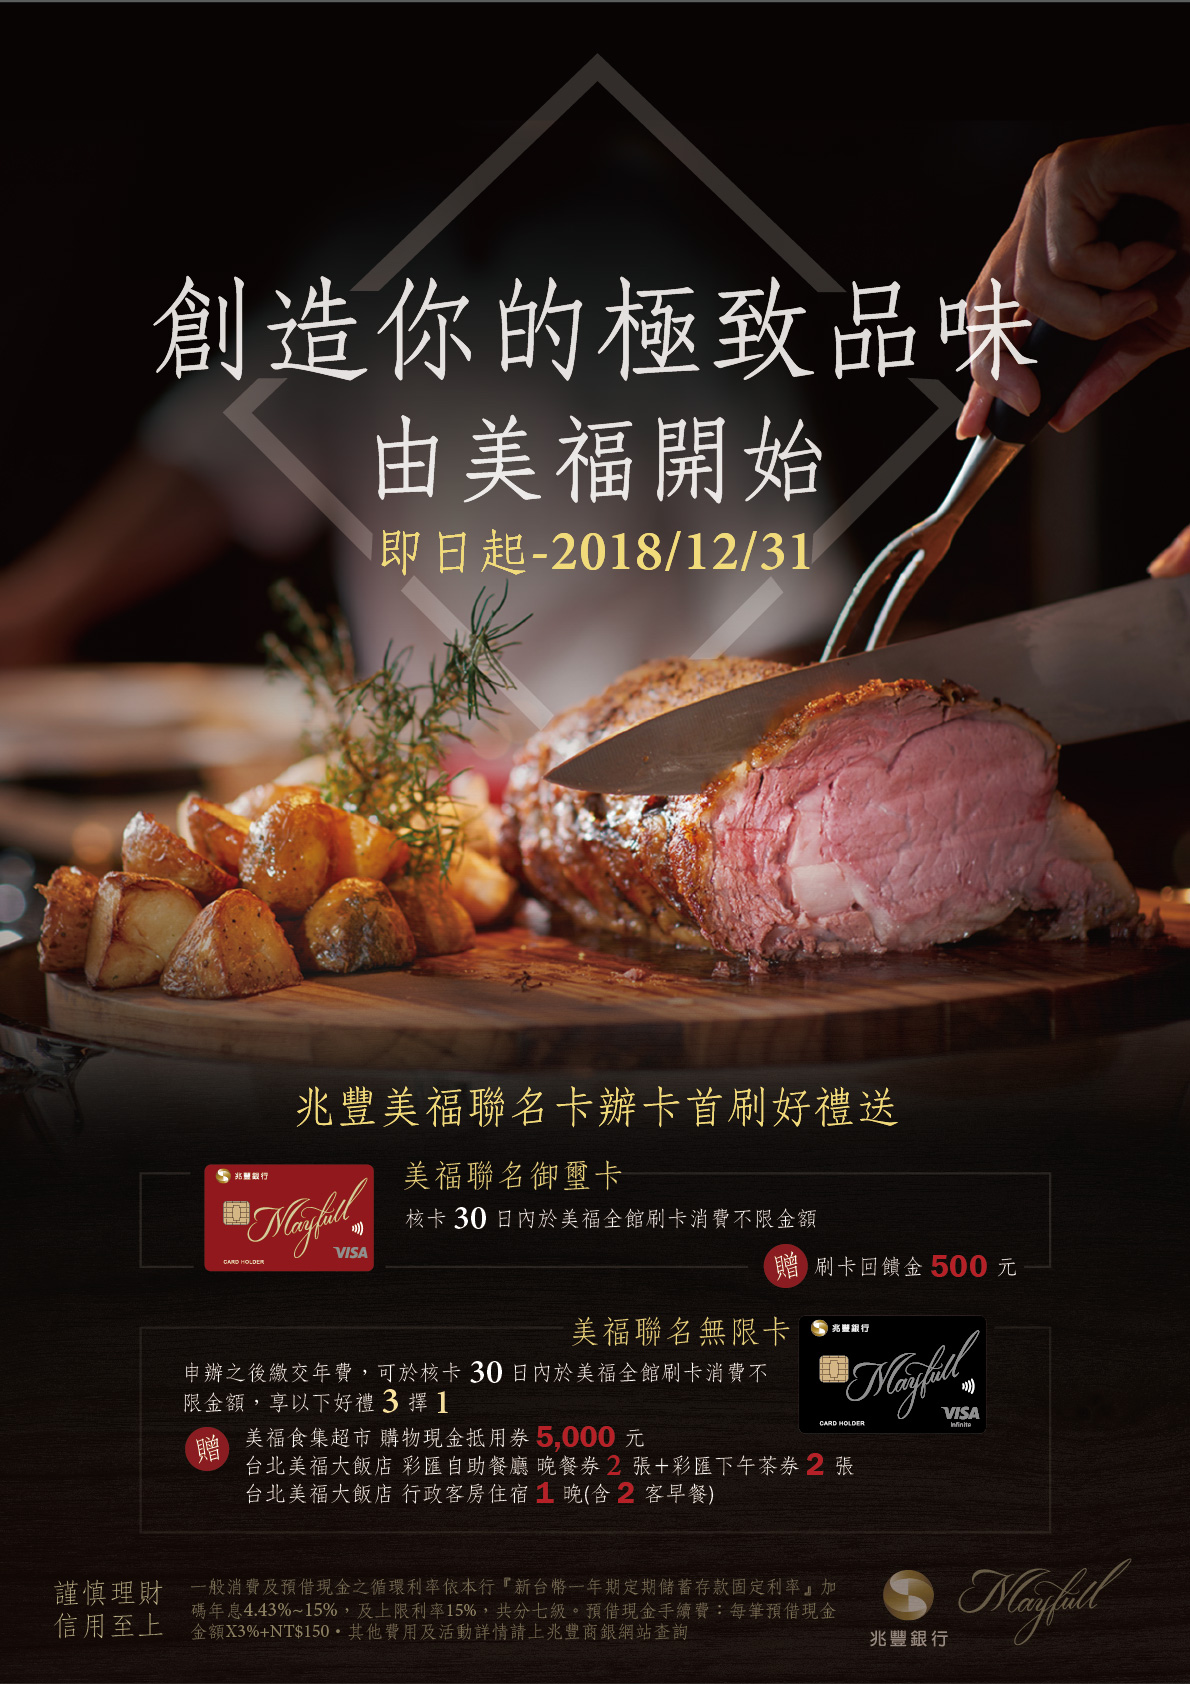 創造你的極致品味
由美福開始
即日起-2018/12/31
兆豐美福聯名卡辦卡首刷好禮送
兆豐銀行
Mayfull
VISA
CARD HOLDER
美福聯名御璽卡
核卡 30 日內於美福全館刷卡消費不限金額
贈 刷卡回饋金 500 元
美福聯名無限卡
兆豐銀行
Mayfull
VISA
Infinite
CARD HOLDER
申辦之後繳交年費，可於核卡 30 日內於美福全館刷卡消費不
限金額，享以下好禮 3 擇 1
贈
美福食集超市 購物現金抵用券 5,000 元
台北美福大飯店 彩匯自助餐廳 晚餐券 2 張+彩匯下午茶券 2 張
台北美福大飯店 行政客房住宿 1 晚(含 2 客早餐)
謹慎理財
信用至上
一般消費及預借現金之循環利率依本行『新台幣一年期定期儲蓄存款固定利率』加
碼年息4.43%~15%，及上限利率15%，共分七級。預借現金手續費：每筆預借現金
金額X3%+NT$150‧其他費用及活動詳情請上兆豐商銀網站查詢
兆豐銀行
Mayfull